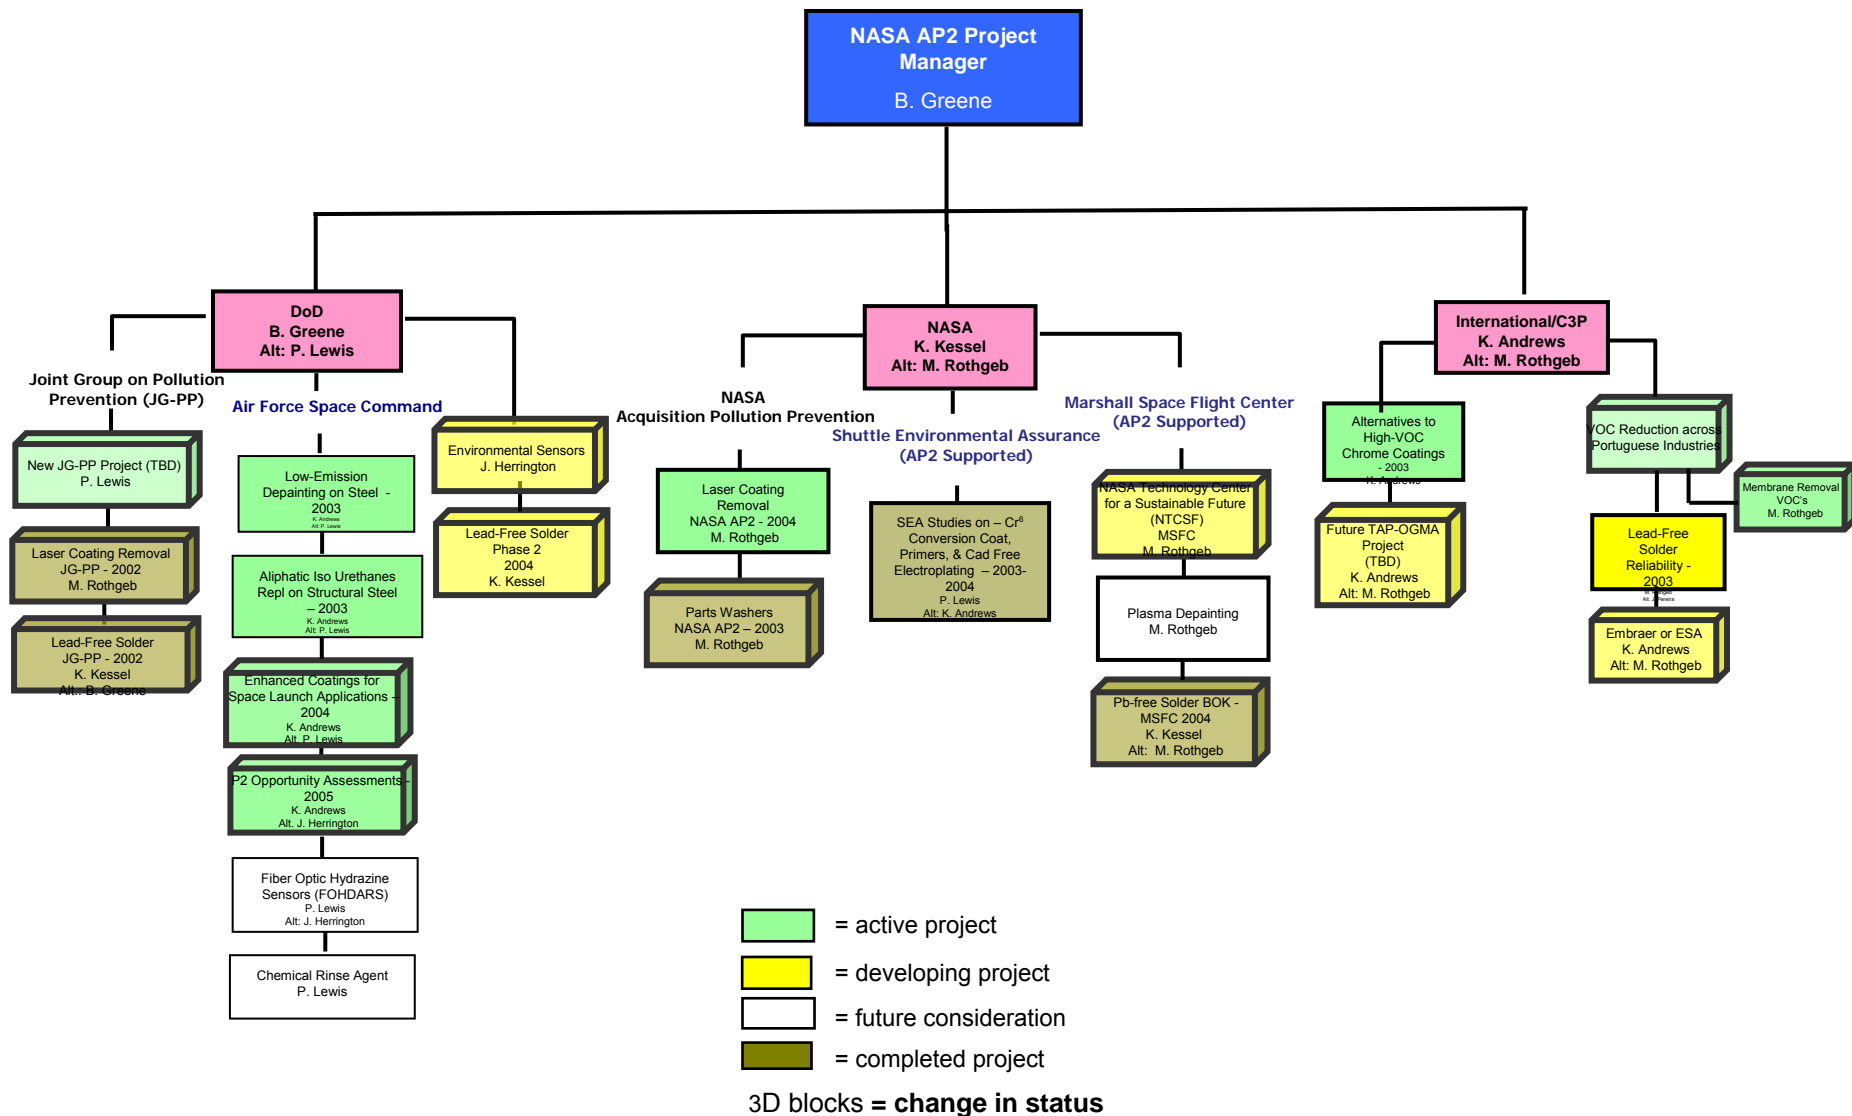 NASA AP2 Project
Manager
B. Greene
DoD
B. Greene
Alt: P. Lewis
NASA
K. Kessel
Alt: M. Rothgeb
International/C3P
K. Andrews
Alt: M. Rothgeb
Joint Group on Pollution
Prevention (JG-PP)
New JG-PP Project (TBD)
P. Lewis
Laser Coating Removal
JG-PP - 2002
M. Rothgeb
Lead-Free Solder
JG-PP - 2002
K. Kessel
Alt.: B. Greene
Air Force Space Command
Low-Emission
Depainting on Steel -
2003
K. Andrews
Alt: P. Lewis
Aliphatic Iso Urethanes
Repl on Structural Steel
– 2003
K. Andrews
Alt: P. Lewis
Enhanced Coatings for
Space Launch Applications –
2004
K. Andrews
Alt. P. Lewis
P2 Opportunity Assessments -
2005
K. Andrews
Alt. J. Herrington
Fiber Optic Hydrazine
Sensors (FOHDARS)
P. Lewis
Alt: J. Herrington
Chemical Rinse Agent
P. Lewis
Environmental Sensors
J. Herrington
Lead-Free Solder
Phase 2
2004
K. Kessel
NASA
Acquisition Pollution Prevention
Laser Coating
Removal
NASA AP2 - 2004
M. Rothgeb
Parts Washers
NASA AP2 – 2003
M. Rothgeb
Shuttle Environmental Assurance
(AP2 Supported)
SEA Studies on – Cr⁶
Conversion Coat,
Primers, & Cad Free
Electroplating – 2003-
2004
P. Lewis
Alt: K. Andrews
Marshall Space Flight Center
(AP2 Supported)
NASA Technology Center
for a Sustainable Future
(NTCSF)
MSFC
M. Rothgeb
Plasma Depainting
M. Rothgeb
Pb-free Solder BOK -
MSFC 2004
K. Kessel
Alt: M. Rothgeb
Alternatives to
High-VOC
Chrome Coatings
- 2003
K. Andrews
Future TAP-OGMA
Project
(TBD)
K. Andrews
Alt: M. Rothgeb
VOC Reduction across
Portuguese Industries
Membrane Removal
VOC's
M. Rothgeb
Lead-Free
Solder
Reliability -
2003
M. Rothgeb
Alt. J. Pereira
Embraer or ESA
K. Andrews
Alt: M. Rothgeb
= active project
= developing project
= future consideration
= completed project
3D blocks = change in status